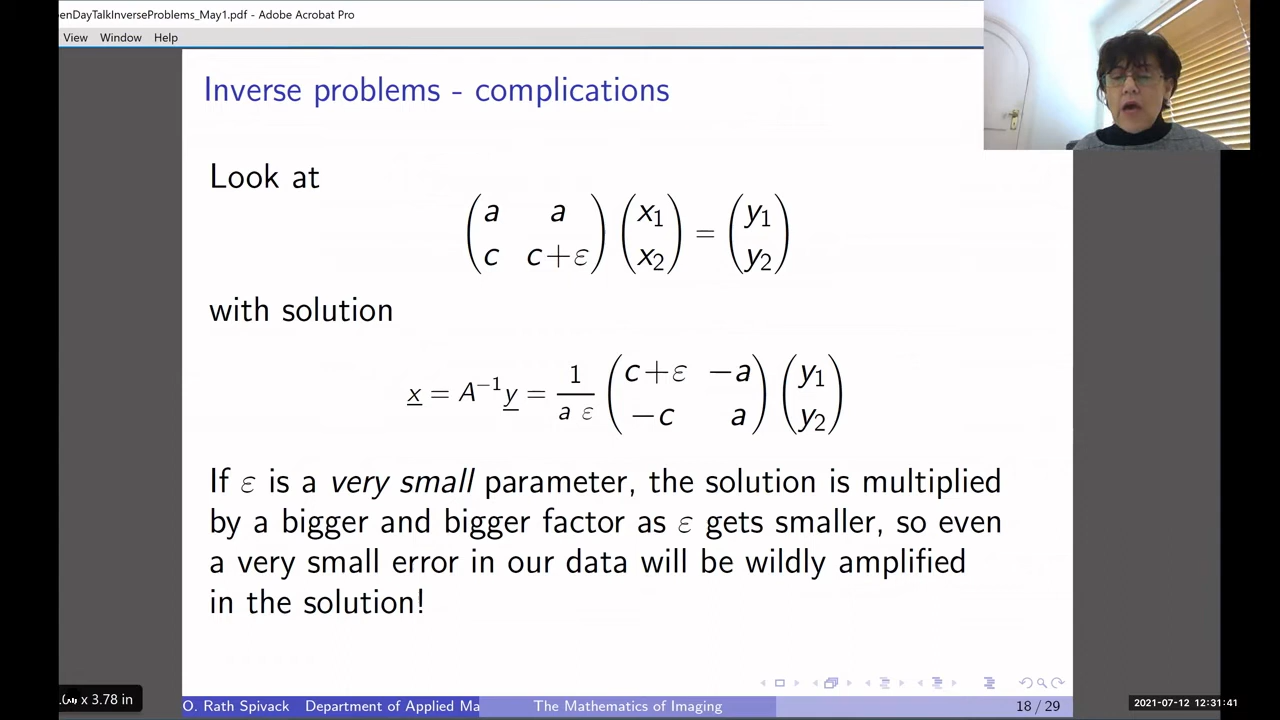 enDayTalkInverseProblems_May1.pdf - Adobe Acrobat Pro
View Window Help
Inverse problems - complications
Look at
(a a; c c+ε) (x₁; x₂) = (y₁; y₂)
with solution
x = A⁻¹y = 1/(a ε) (c+ε −a; −c a) (y₁; y₂)
If ε is a very small parameter, the solution is multiplied
by a bigger and bigger factor as ε gets smaller, so even
a very small error in our data will be wildly amplified
in the solution!
x 3.78 in
O. Rath Spivack Department of Applied Ma
The Mathematics of Imaging
18 / 29
2021-07-12 12:31:41